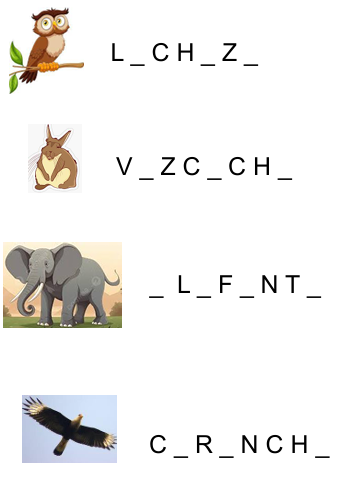 L _ C H _ Z _
V _ Z C _ C H _
_ L _ F _ N T _
C _ R _ N C H _